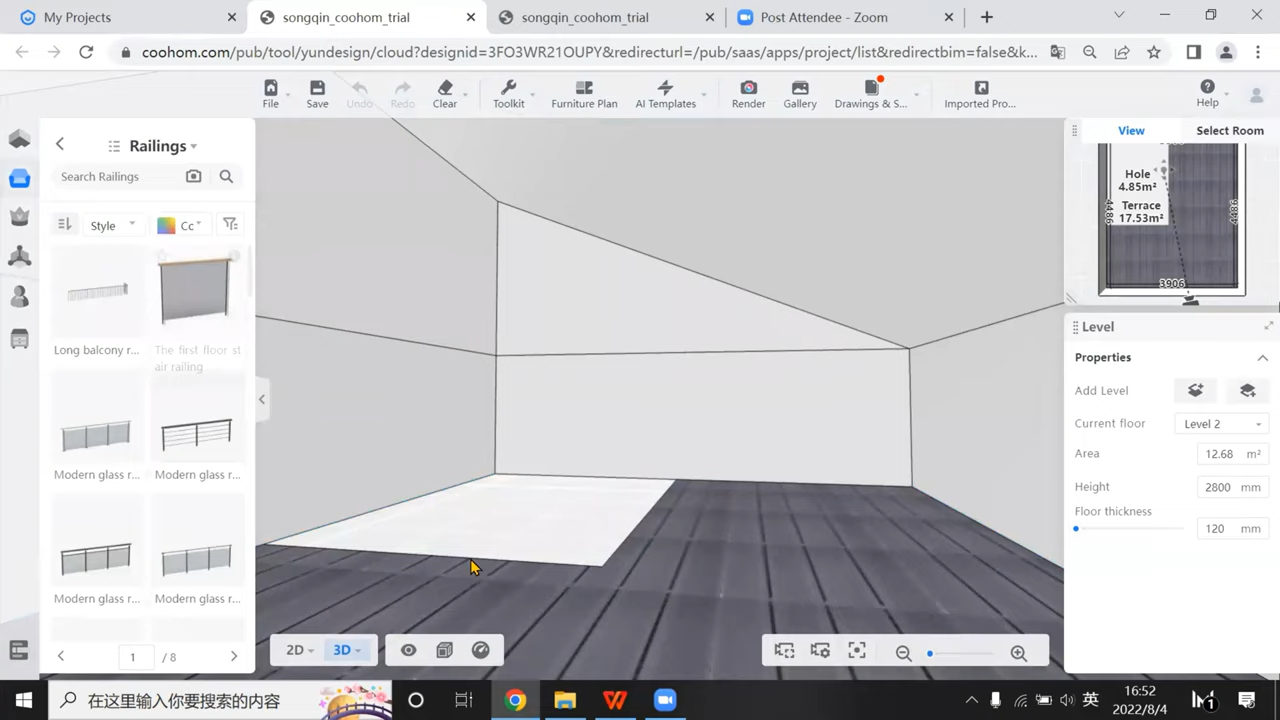 My Projects
songqin_coohom_trial
songqin_coohom_trial
Post Attendee - Zoom
coohom.com/pub/tool/yundesign/cloud?designid=3FO3WR21OUPY&redirecturl=/pub/saas/apps/project/list&redirectbim=false&k...
File
Save
Undo
Redo
Clear
Toolkit
Furniture Plan
AI Templates
Render
Gallery
Drawings & S...
Imported Pro...
Help
Railings
Search Railings
Style
Cc
Long balcony r...
The first floor st
air railing
Modern glass r...
Modern glass r...
Modern glass r...
Modern glass r...
1 / 8
2D
3D
View
Select Room
Hole
4.85m²
Terrace
17.53m²
4486
4486
3906
Level
Properties
Add Level
Current floor
Level 2
Area
12.68 m²
Height
2800 mm
Floor thickness
120 mm
在这里输入你要搜索的内容
英
16:52
2022/8/4
1